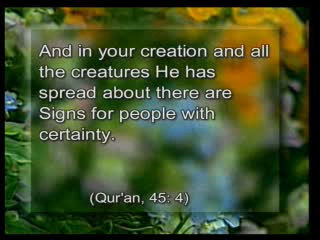 And in your creation and all
the creatures He has
spread about there are
Signs for people with
certainty.
(Qur'an, 45: 4)